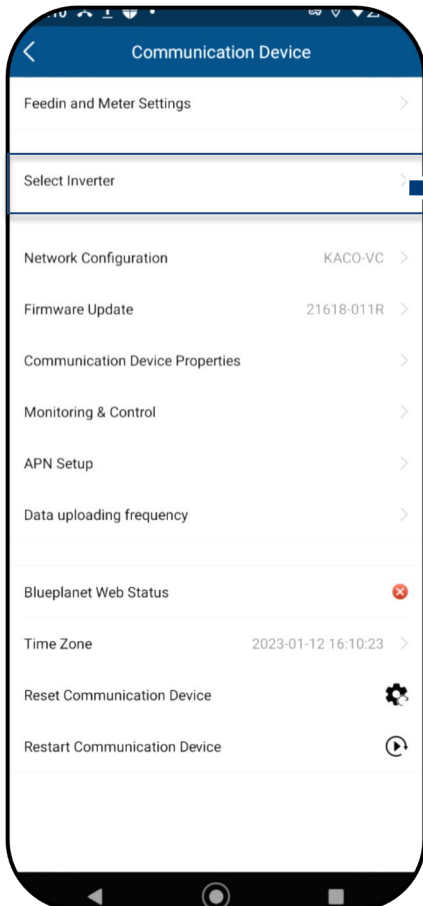 Communication Device
Feedin and Meter Settings
Select Inverter
Network Configuration KACO-VC
Firmware Update 21618-011R
Communication Device Properties
Monitoring & Control
APN Setup
Data uploading frequency
Blueplanet Web Status
Time Zone 2023-01-12 16:10:23
Reset Communication Device
Restart Communication Device